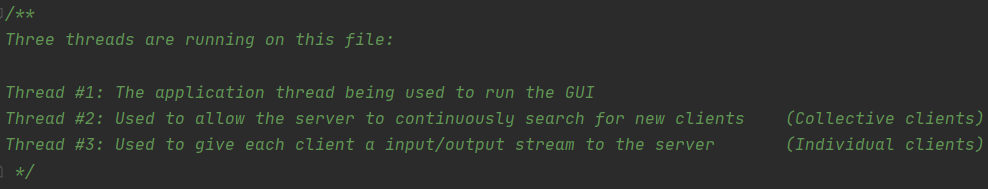 /**
Three threads are running on this file:
Thread #1: The application thread being used to run the GUI
Thread #2: Used to allow the server to continuously search for new clients    (Collective clients)
Thread #3: Used to give each client a input/output stream to the server       (Individual clients)
*/